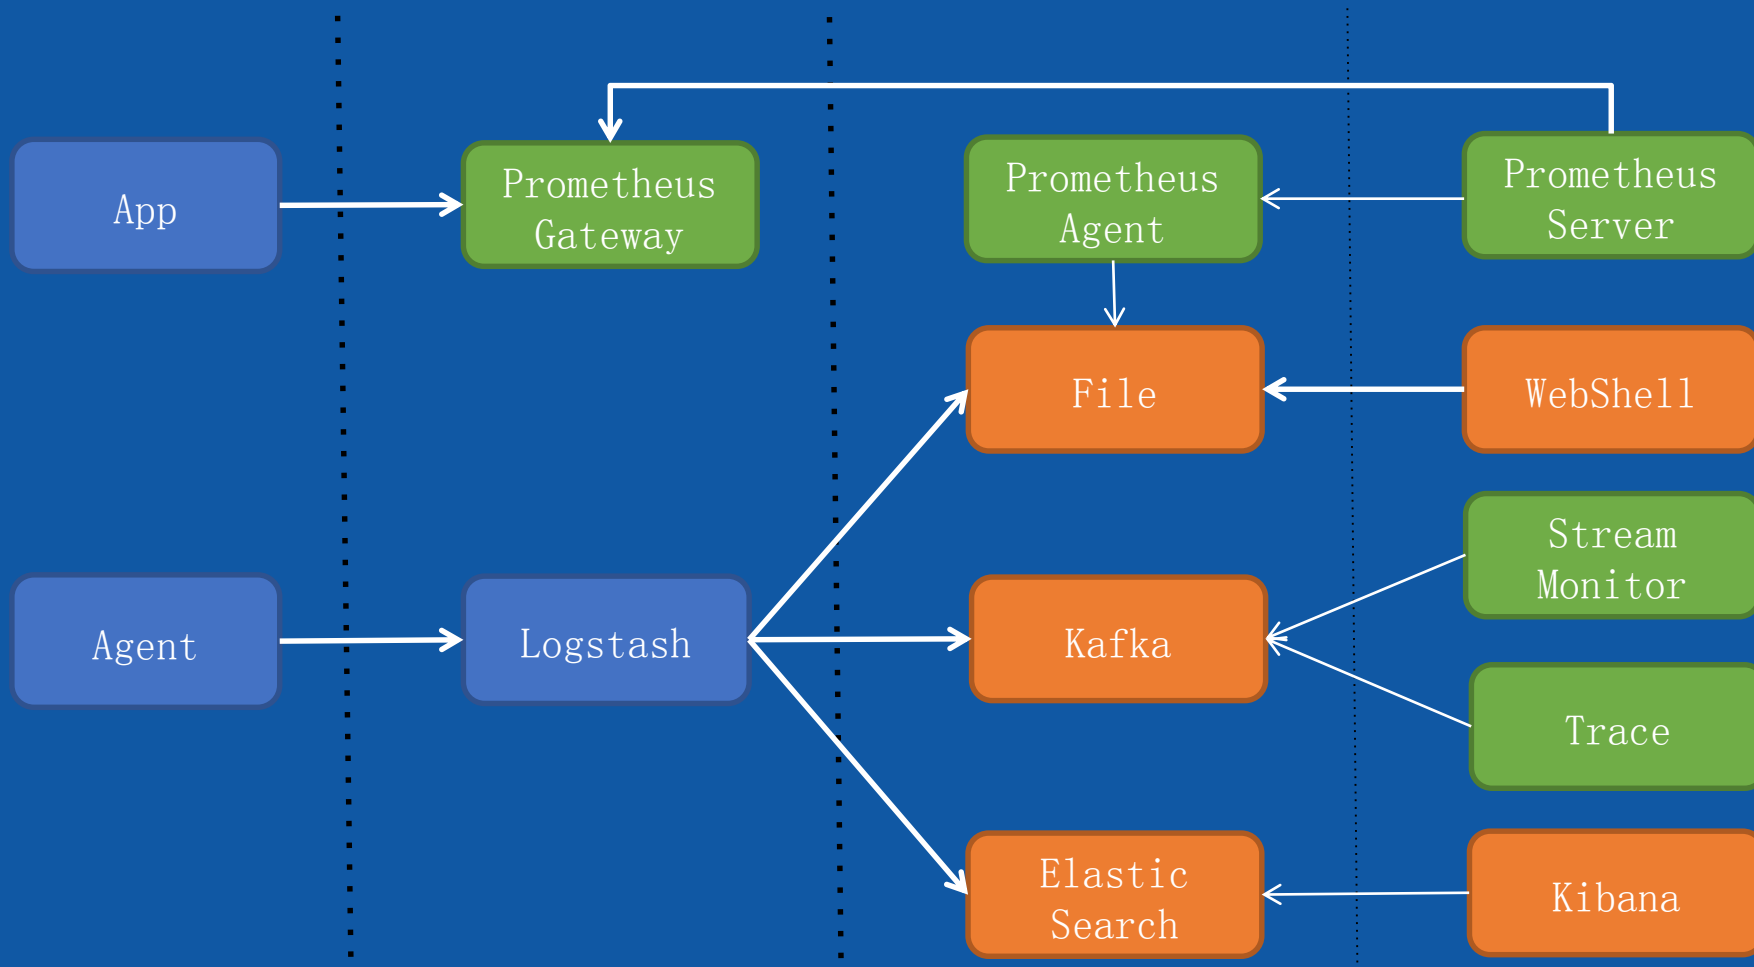 App
Prometheus
Gateway
Prometheus
Agent
Prometheus
Server
File
WebShell
Stream
Monitor
Agent
Logstash
Kafka
Trace
Elastic
Search
Kibana